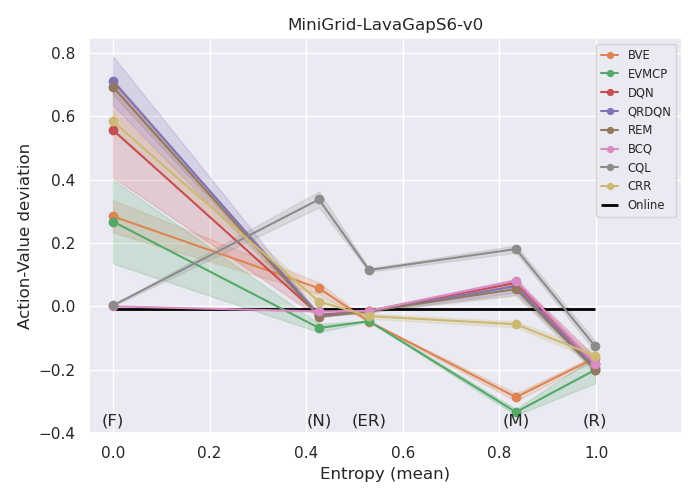 MiniGrid-LavaGapS6-v0
Action-Value deviation
0.8
0.6
0.4
0.2
0.0
−0.2
−0.4
BVE
EVMCP
DQN
QRDQN
REM
BCQ
CQL
CRR
Online
(F) (N) (ER) (M) (R)
0.0 0.2 0.4 0.6 0.8 1.0
Entropy (mean)